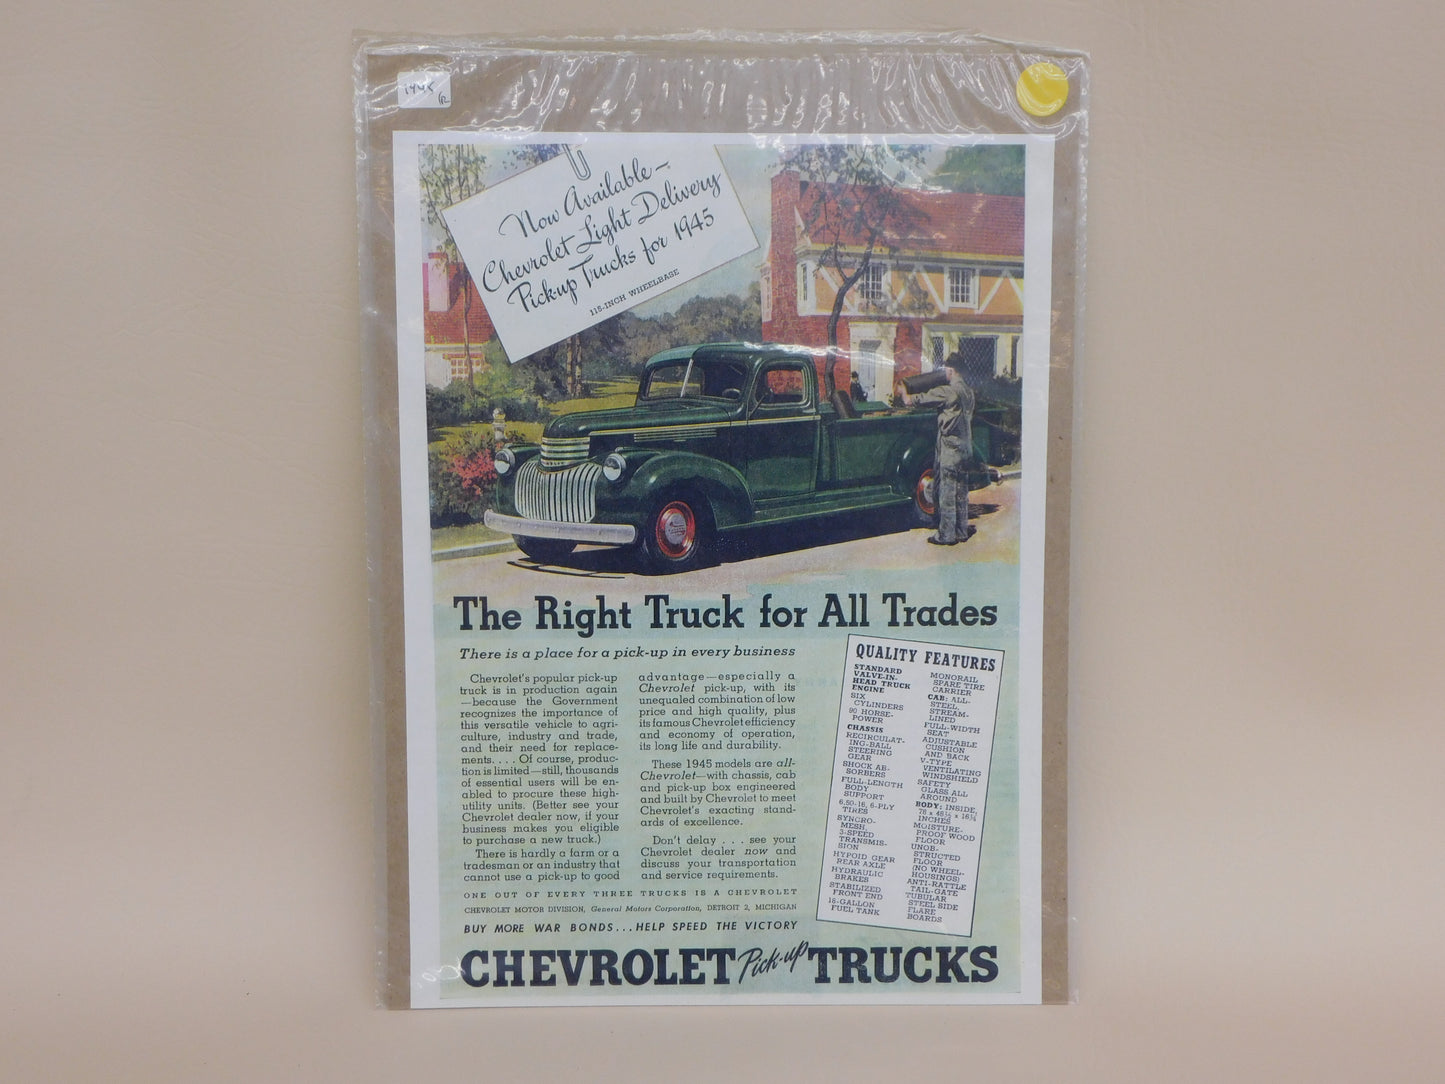 Now Available—
Chevrolet Light Delivery
Pick-up Trucks for 1945
115-INCH WHEELBASE
The Right Truck for All Trades
There is a place for a pick-up in every business
Chevrolet's popular pick-up
truck is in production again
—because the Government
recognizes the importance of
this versatile vehicle to agri-
culture, industry and trade,
and their need for replace-
ments. . . . Of course, produc-
tion is limited—still, thousands
of essential users will be en-
abled to procure these high-
utility units. (Better see your
Chevrolet dealer now, if your
business makes you eligible
to purchase a new truck.)
There is hardly a farm or a
tradesman or an industry that
cannot use a pick-up to good
advantage—especially a
Chevrolet pick-up, with its
unequaled combination of low
price and high quality, plus
its famous Chevrolet efficiency
and economy of operation,
its long life and durability.
These 1945 models are all-
Chevrolet—with chassis, cab
and pick-up box engineered
and built by Chevrolet to meet
Chevrolet's exacting stand-
ards of excellence.
Don't delay . . . see your
Chevrolet dealer now and
discuss your transportation
and service requirements.
QUALITY FEATURES
STANDARD
VALVE-IN-
HEAD TRUCK
ENGINE
SIX
CYLINDERS
90 HORSE-
POWER
CHASSIS
RECIRCULAT-
ING-BALL
STEERING
GEAR
SHOCK AB-
SORBERS
FULL-LENGTH
BODY
SUPPORT
6.50-16, 6-PLY
TIRES
SYNCRO-
MESH,
3-SPEED
TRANSMIS-
SION
HYPOID GEAR
REAR AXLE
HYDRAULIC
BRAKES
STABILIZED
FRONT END
18-GALLON
FUEL TANK
MONORAIL
SPARE TIRE
CARRIER
CAB: ALL-
STEEL
STREAM-
LINED
FULL-WIDTH
SEAT
ADJUSTABLE
CUSHION
AND BACK
V-TYPE
VENTILATING
WINDSHIELD
SAFETY
GLASS ALL
AROUND
BODY: INSIDE,
78 x 48½ x 16¾
INCHES
MOISTURE-
PROOF WOOD
FLOOR
UNOB-
STRUCTED
FLOOR
(NO WHEEL-
HOUSINGS)
ANTI-RATTLE
TAIL-GATE
TUBULAR
STEEL SIDE
FLARE
BOARDS
ONE OUT OF EVERY THREE TRUCKS IS A CHEVROLET
CHEVROLET MOTOR DIVISION, General Motors Corporation, DETROIT 2, MICHIGAN
BUY MORE WAR BONDS...HELP SPEED THE VICTORY
CHEVROLET Pick-up TRUCKS